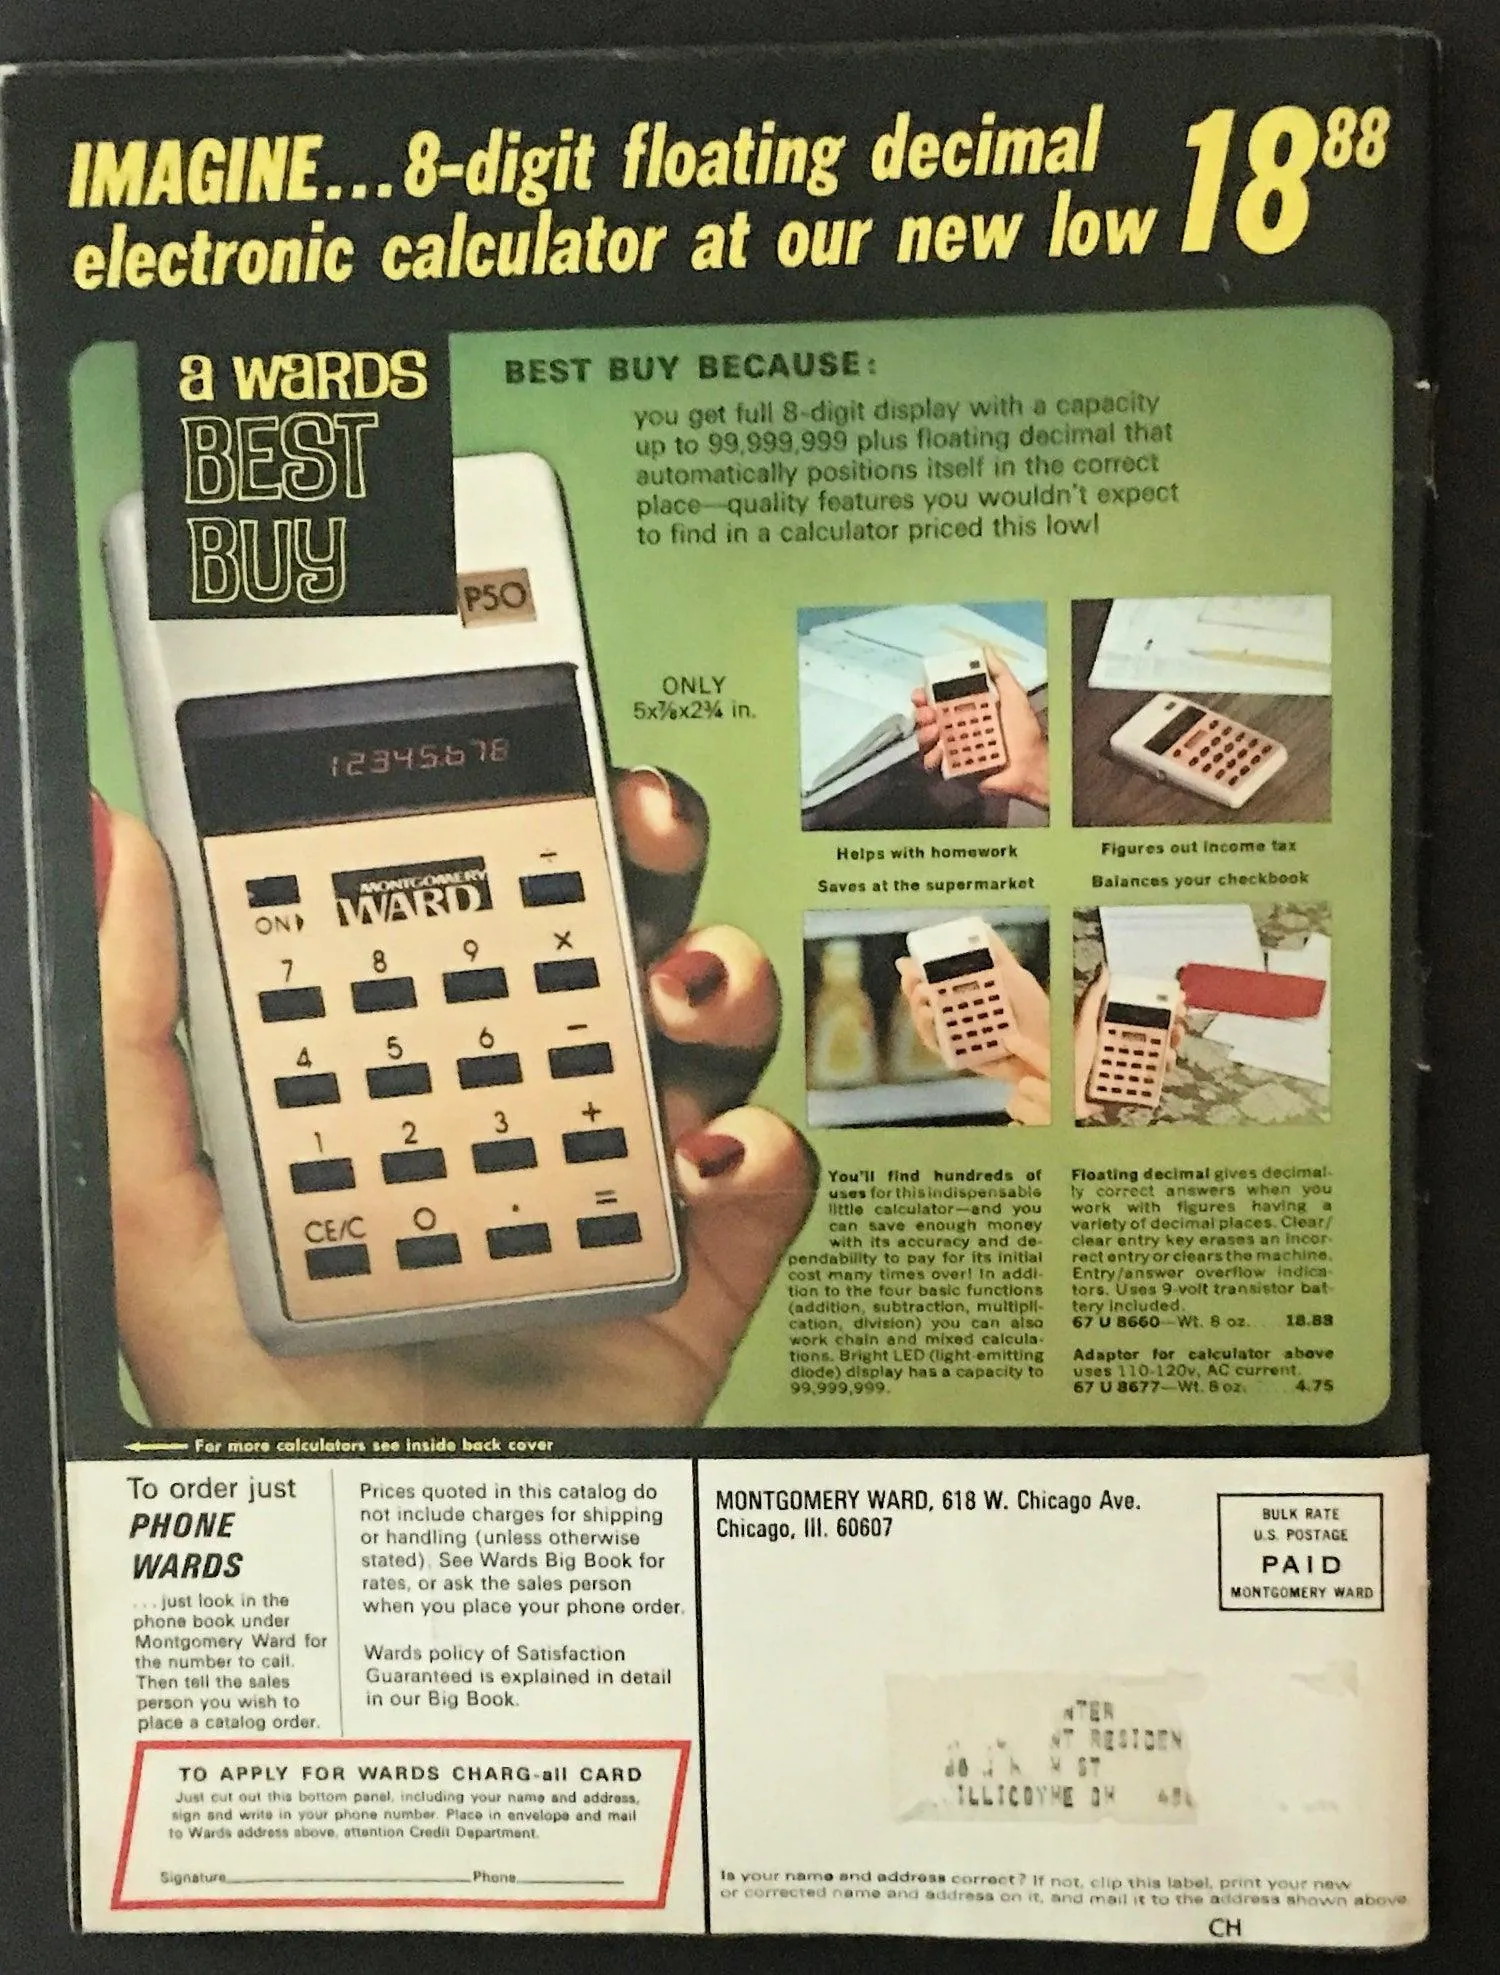 IMAGINE...8-digit floating decimal
electronic calculator at our new low 18 88
a WARDS
BEST
BUY
BEST BUY BECAUSE:
you get full 8-digit display with a capacity
up to 99,999,999 plus floating decimal that
automatically positions itself in the correct
place—quality features you wouldn't expect
to find in a calculator priced this low!
P50
ONLY
5x⅞x2¾ in.
12345678
ON
MONTGOMERY
WARD
÷
7 8 9 X
4 5 6 −
1 2 3 +
CE/C 0 . =
Helps with homework
Figures out income tax
Saves at the supermarket
Balances your checkbook
You'll find hundreds of
uses for this indispensable
little calculator—and you
can save enough money
with its accuracy and de-
pendability to pay for its initial
cost many times over! In addi-
tion to the four basic functions
(addition, subtraction, multipli-
cation, division) you can also
work chain and mixed calcula-
tions. Bright LED (light-emitting
diode) display has a capacity to
99,999,999.
Floating decimal gives decimal-
ly correct answers when you
work with figures having a
variety of decimal places. Clear/
clear entry key erases an incor-
rect entry or clears the machine.
Entry/answer overflow indica-
tors. Uses 9-volt transistor bat-
tery included.
67 U 8660—Wt. 8 oz. . . 18.88
Adaptor for calculator above
uses 110-120v, AC current.
67 U 8677—Wt. 8 oz. . . . 4.75
For more calculators see inside back cover
To order just
PHONE
WARDS
...just look in the
phone book under
Montgomery Ward for
the number to call.
Then tell the sales
person you wish to
place a catalog order.
Prices quoted in this catalog do
not include charges for shipping
or handling (unless otherwise
stated). See Wards Big Book for
rates, or ask the sales person
when you place your phone order.
Wards policy of Satisfaction
Guaranteed is explained in detail
in our Big Book.
TO APPLY FOR WARDS CHARG-all CARD
Just cut out this bottom panel, including your name and address,
sign and write in your phone number. Place in envelope and mail
to Wards address above, attention Credit Department.
Signature Phone
MONTGOMERY WARD, 618 W. Chicago Ave.
Chicago, Ill. 60607
BULK RATE
U.S. POSTAGE
PAID
MONTGOMERY WARD
ST
Is your name and address correct? If not, clip this label, print your new
or corrected name and address on it, and mail it to the address shown above.
CH